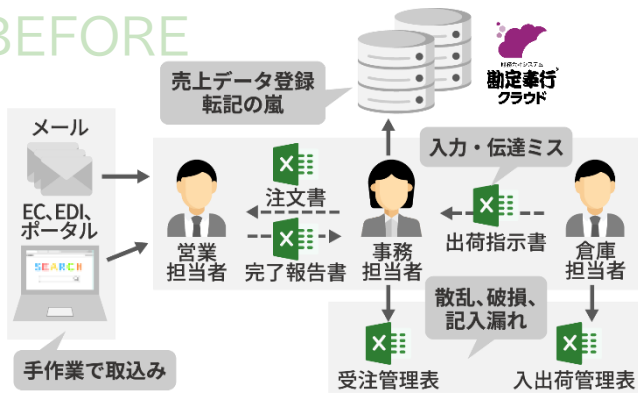 BEFORE
売上データ登録
転記の嵐
勘定奉行
クラウド
メール
入力・伝達ミス
注文書
EC、EDI、
ポータル
SEARCH
営業
担当者
完了報告書
事務
担当者
出荷指示書
倉庫
担当者
散乱、破損、
記入漏れ
手作業で取込み
受注管理表
入出荷管理表